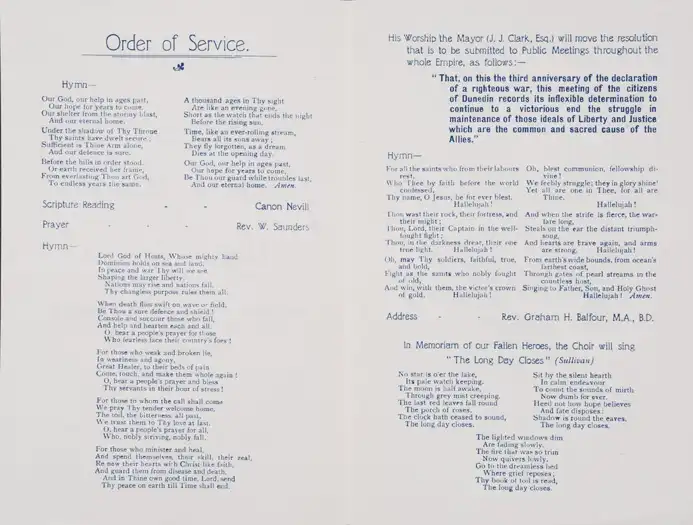 Order of Service.
Hymn—
Our God, our help in ages past,
Our hope for years to come.
Our shelter from the stormy blast,
And our eternal home.
Under the shadow of Thy Throne
Thy saints have dwelt secure;
Sufficient is Thine Arm alone,
And our defence is sure.
Before the hills in order stood.
Or earth received her frame,
From everlasting Thou art God,
To endless years the same.
A thousand ages in Thy sight
Are like an evening gone,
Short as the watch that ends the night
Before the rising sun.
Time, like an ever-rolling stream,
Bears all its sons away;
They fly forgotten, as a dream
Dies at the opening day.
Our God, our help in ages past,
Our hope for years to come,
Be Thou our guard while troubles last,
And our eternal home. Amen.
Scripture Reading - - Canon Nevill
Prayer - - Rev. W. Saunders
Hymn—
Lord God of Hosts, Whose mighty hand
Dominion holds on sea and land,
In peace and war Thy will we see
Shaping the larger liberty.
Nations may rise and nations fall,
Thy changeless purpose rules them all.
When death flies swift on wave or field,
Be Thou a sure defence and shield!
Console and succour those who fall,
And help and hearten each and all.
O, hear a people's prayer for those
Who fearless face their country's foes!
For those who weak and broken lie,
In weariness and agony,
Great Healer, to their beds of pain
Come, touch, and make them whole again!
O, hear a people's prayer and bless
Thy servants in their hour of stress!
For those to whom the call shall come
We pray Thy tender welcome home.
The toil, the bitterness, all past,
We trust them to Thy love at last.
O, hear a people's prayer for all,
Who, nobly striving, nobly fall.
For those who minister and heal,
And spend themselves, their skill, their zeal,
Re new their hearts with Christ like faith,
And guard them from disease and death.
And in Thine own good time, Lord, send
Thy peace on earth till Time shall end.
His Worship the Mayor (J. J. Clark, Esq.) will move the resolution
that is to be submitted to Public Meetings throughout the
whole Empire, as follows:—
"That, on this the third anniversary of the declaration
of a righteous war, this meeting of the citizens
of Dunedin records its inflexible determination to
continue to a victorious end the struggle in
maintenance of those ideals of Liberty and Justice
which are the common and sacred cause of the
Allies."
Hymn—
For all the saints who from their labours
rest,
Who Thee by faith before the world
confessed,
Thy name, O Jesus, be for ever blest.
Hallelujah!
Thou wast their rock, their fortress, and
their might;
Thou, Lord, their Captain in the well-
fought fight;
Thou, in the darkness drear, their one
true light. Hallelujah!
Oh, may Thy soldiers, faithful, true,
and bold,
Fight as the saints who nobly fought
of old,
And win, with them, the victor's crown
of gold. Hallelujah!
Oh, blest communion, fellowship di-
vine!
We feebly struggle; they in glory shine!
Yet all are one in Thee, for all are
Thine. Hallelujah!
And when the strife is fierce, the war-
fare long,
Steals on the ear the distant triumph-
song,
And hearts are brave again, and arms
are strong. Hallelujah!
From earth's wide bounds, from ocean's
farthest coast,
Through gates of pearl streams in the
countless host,
Singing to Father, Son, and Holy Ghost
Hallelujah! Amen.
Address - - Rev. Graham H. Balfour, M.A., B.D.
In Memoriam of our Fallen Heroes, the Choir will sing
"The Long Day Closes" (Sullivan)
No star is o'er the lake,
Its pale watch keeping.
The moon is half awake,
Through grey mist creeping.
The last red leaves fall round
The porch of roses.
The clock hath ceased to sound,
The long day closes.
Sit by the silent hearth
In calm endeavour
To count the sounds of mirth
Now dumb for ever.
Heed not how hope believes
And fate disposes:
Shadow is round the eaves.
The long day closes.
The lighted windows dim
Are fading slowly.
The fire that was so trim
Now quivers lowly.
Go to the dreamless bed
Where grief reposes;
Thy book of toil is read,
The long day closes.